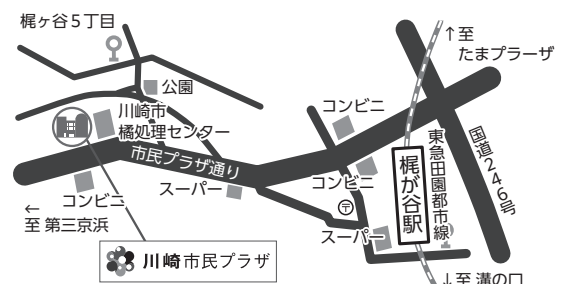 梶ヶ谷５丁目
↑至
たまプラーザ
公園
コンビニ
川崎市
橘処理センター
市民プラザ通り
国道２４６号
東急田園都市線
梶が谷駅
コンビニ
スーパー
コンビニ
←
至 第三京浜
〒
スーパー
川崎市民プラザ
↓至 溝の口